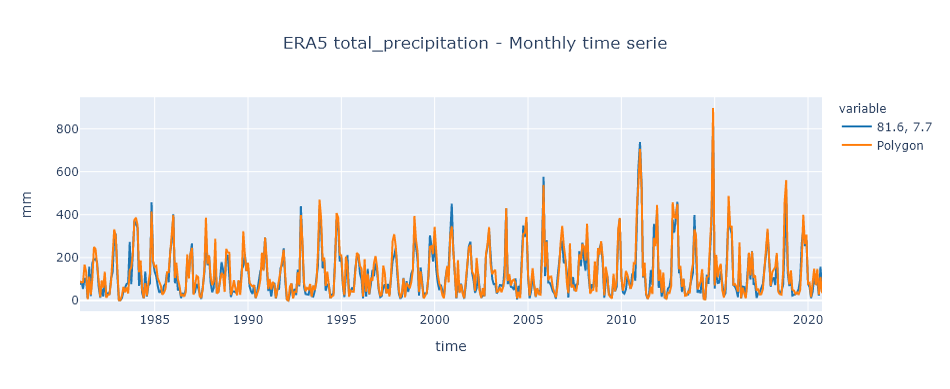 ERA5 total_precipitation - Monthly time serie
variable
81.6, 7.7
Polygon
800
600
400
200
0
mm
1985
1990
1995
2000
2005
2010
2015
2020
time